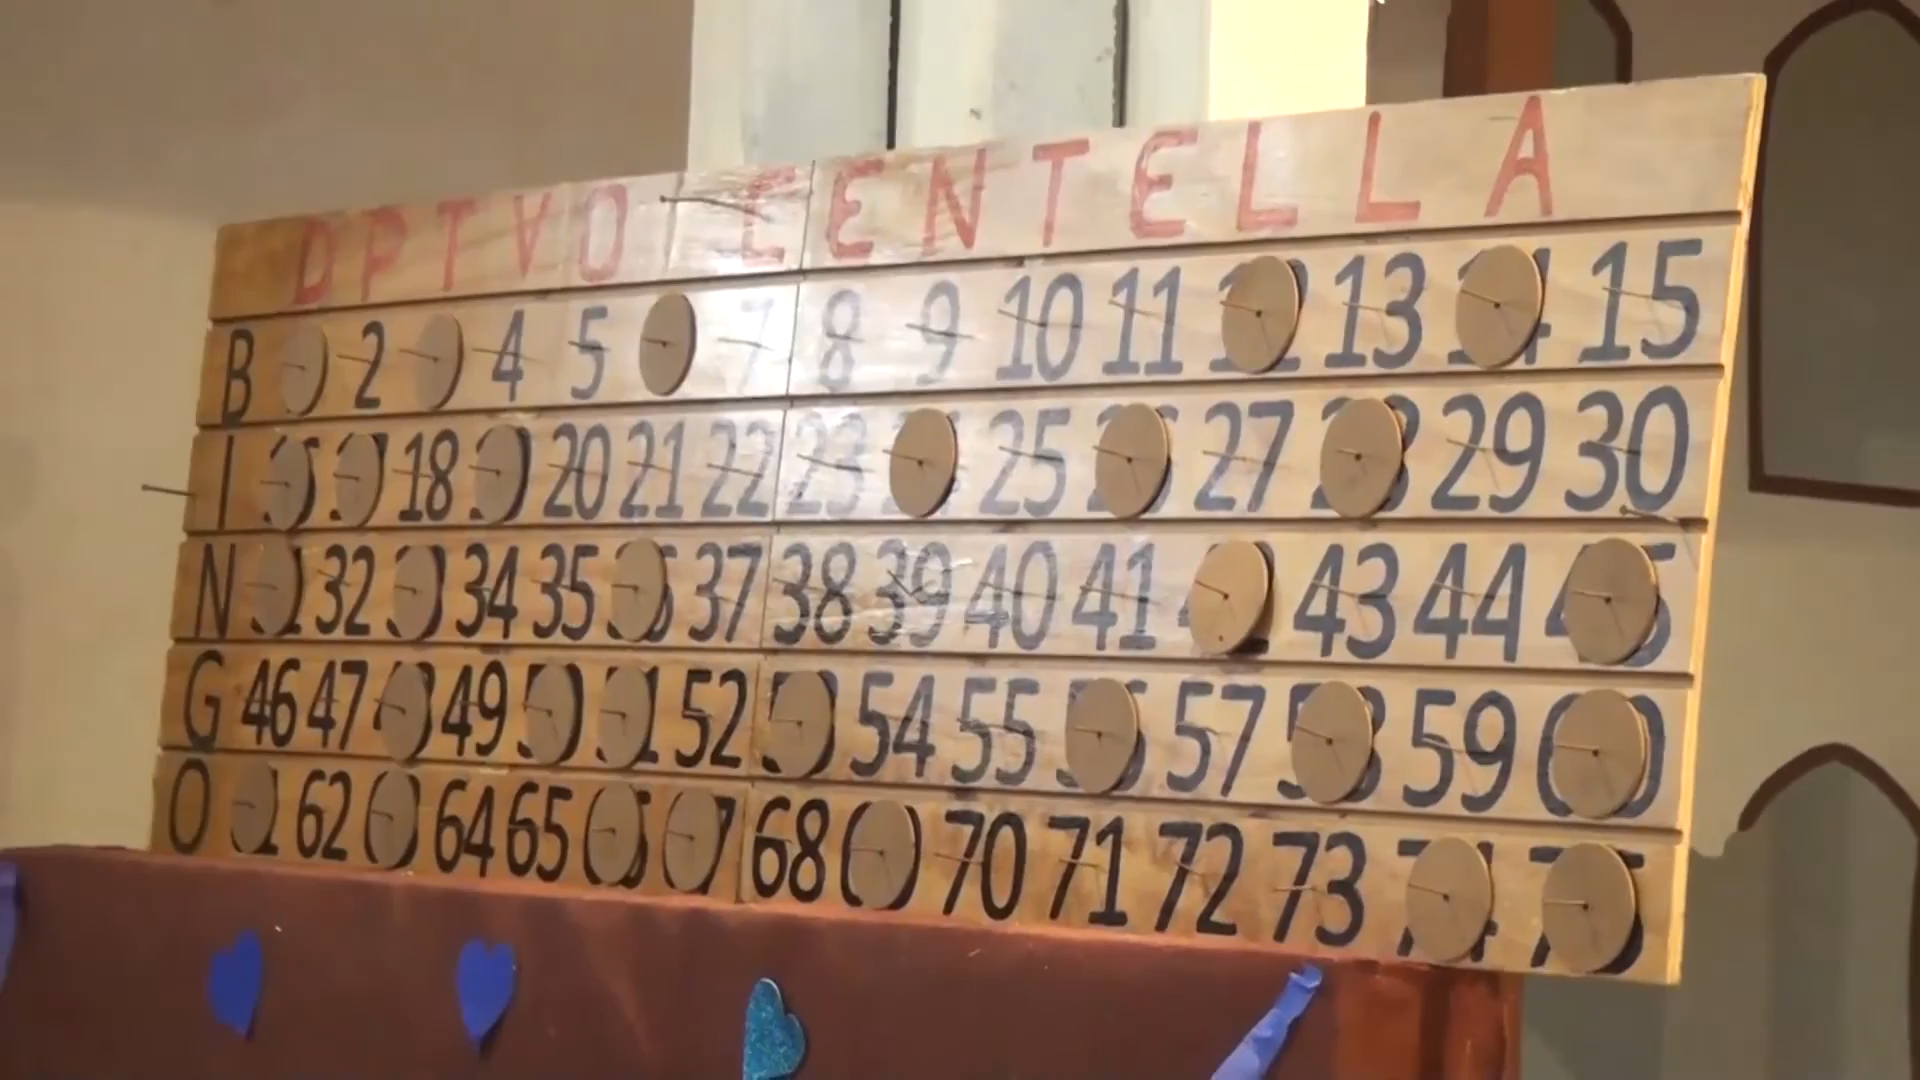 DPTVO CENTELLA
B 2 4 5 7 8 9 10 11 13 15
I 18 20 21 22 23 25 27 29 30
N 32 34 35 37 38 39 40 41 43 44
G 46 47 49 52 54 55 57 59
O 62 64 65 68 70 71 72 73